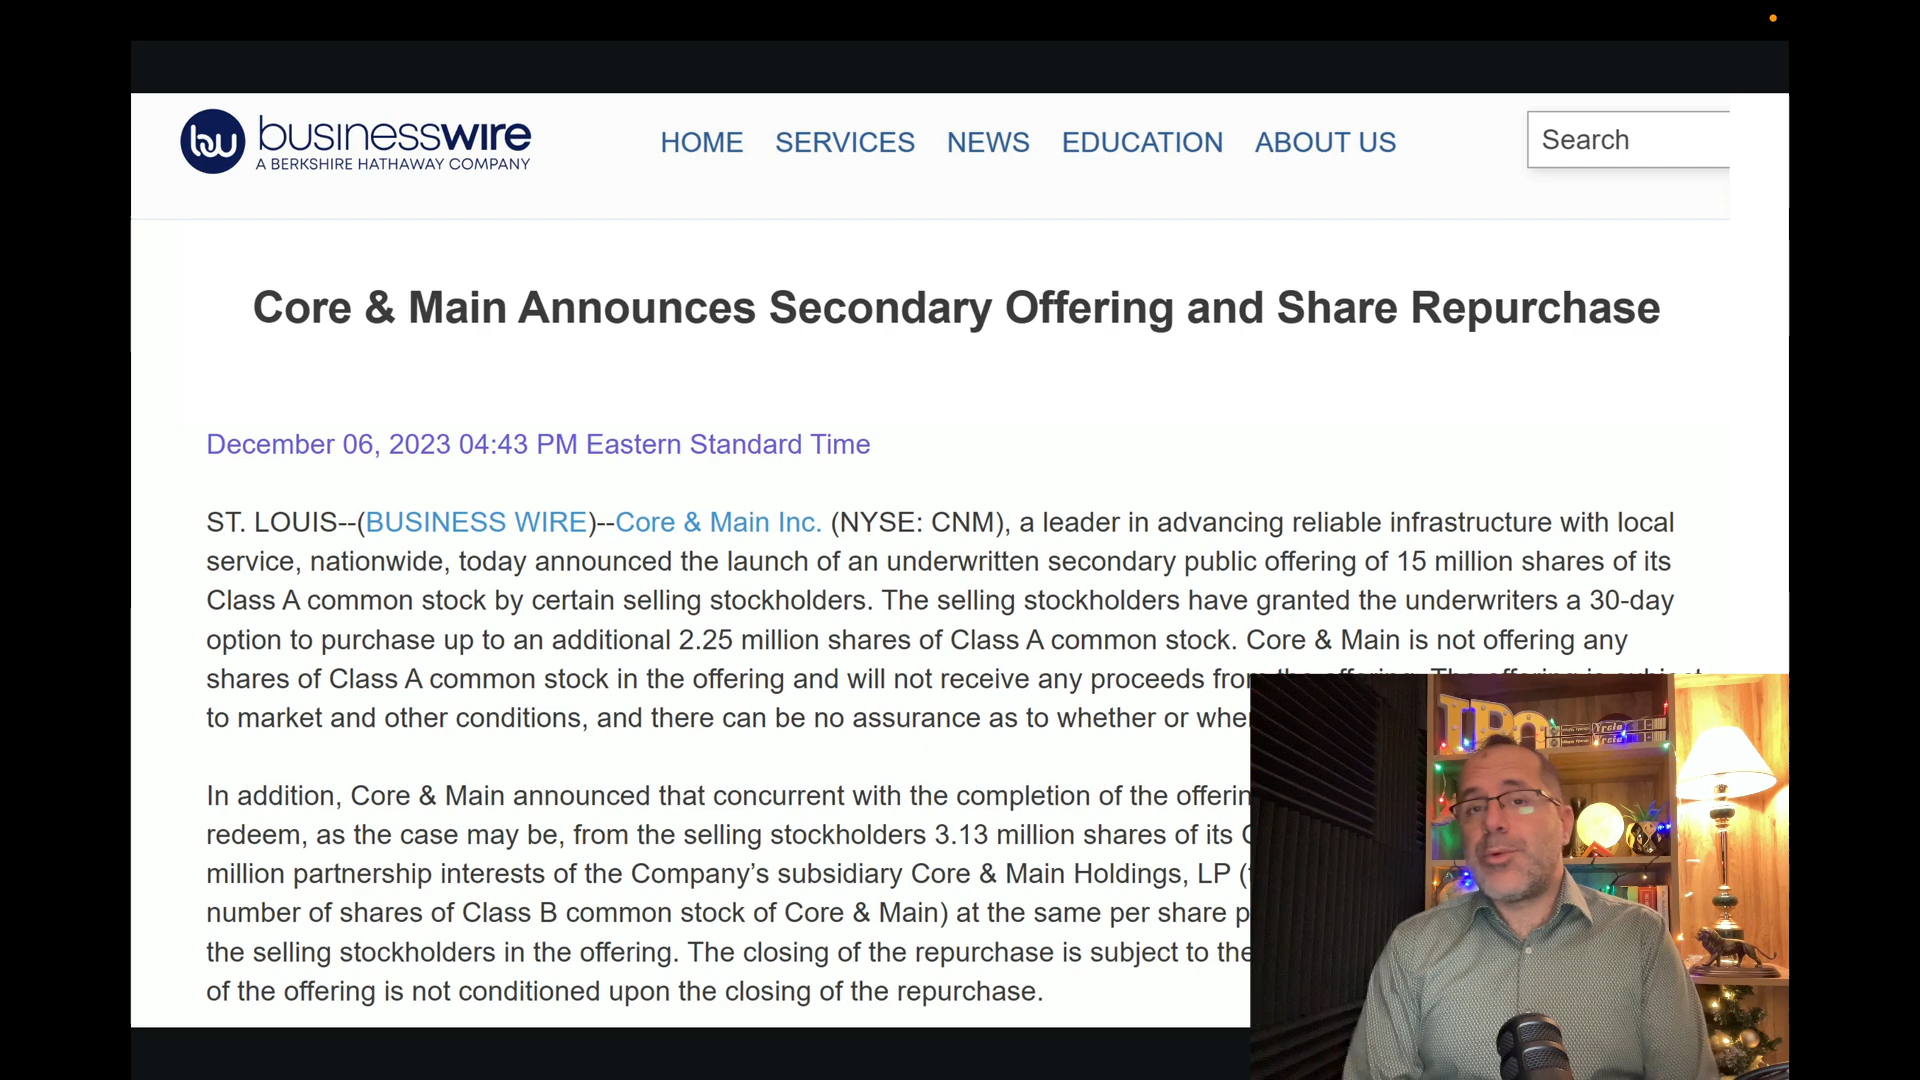 bw businesswire
A BERKSHIRE HATHAWAY COMPANY
HOME SERVICES NEWS EDUCATION ABOUT US
Search
Core & Main Announces Secondary Offering and Share Repurchase
December 06, 2023 04:43 PM Eastern Standard Time
ST. LOUIS--(BUSINESS WIRE)--Core & Main Inc. (NYSE: CNM), a leader in advancing reliable infrastructure with local
service, nationwide, today announced the launch of an underwritten secondary public offering of 15 million shares of its
Class A common stock by certain selling stockholders. The selling stockholders have granted the underwriters a 30-day
option to purchase up to an additional 2.25 million shares of Class A common stock. Core & Main is not offering any
shares of Class A common stock in the offering and will not receive any proceeds from the offering. The offering is subject
to market and other conditions, and there can be no assurance as to whether or
In addition, Core & Main announced that concurrent with the completion of the
redeem, as the case may be, from the selling stockholders 3.13 million shares of its
million partnership interests of the Company's subsidiary Core & Main Holdings, LP
number of shares of Class B common stock of Core & Main) at the same per share
the selling stockholders in the offering. The closing of the repurchase is subject to the
of the offering is not conditioned upon the closing of the repurchase.
IPO